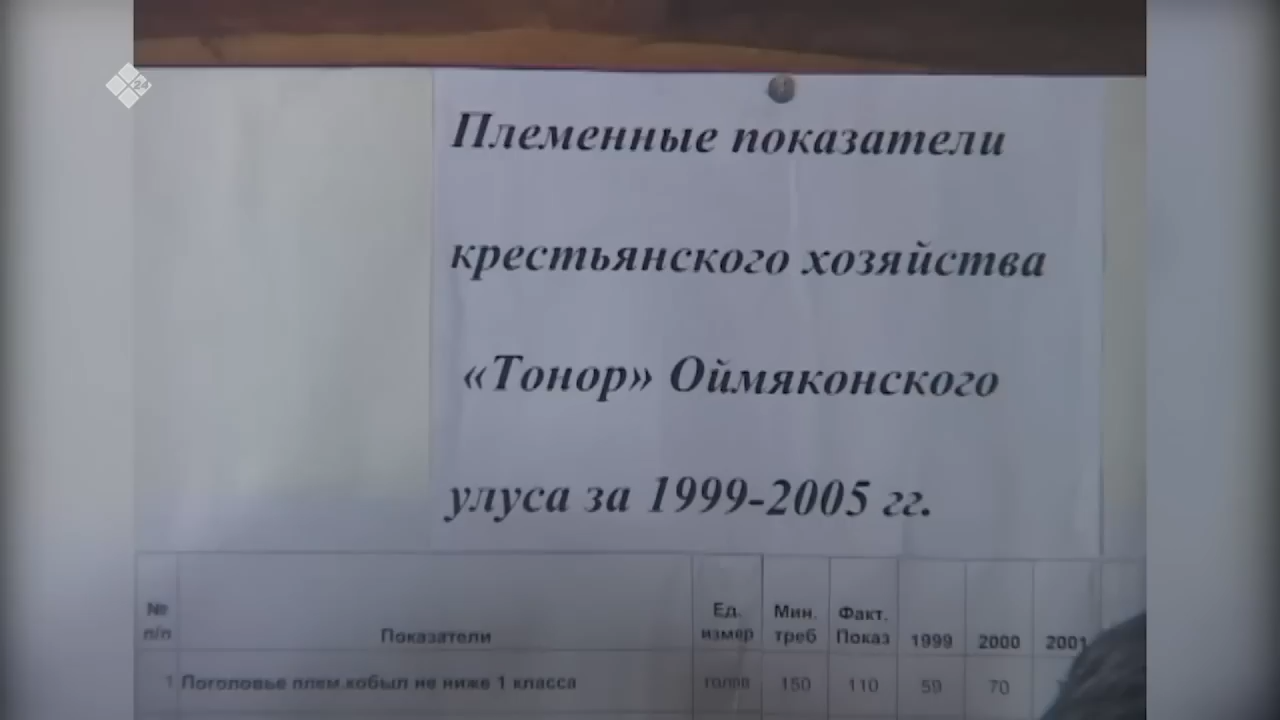 24
Племенные показатели
крестьянского хозяйства
«Тонор» Оймяконского
улуса за 1999-2005 гг.
№ п/п Показатели Ед. измер Мин. треб Факт. Показ 1999 2000 2001
1 Поголовье плем.кобыл не ниже 1 класса голов 150 110 59 70